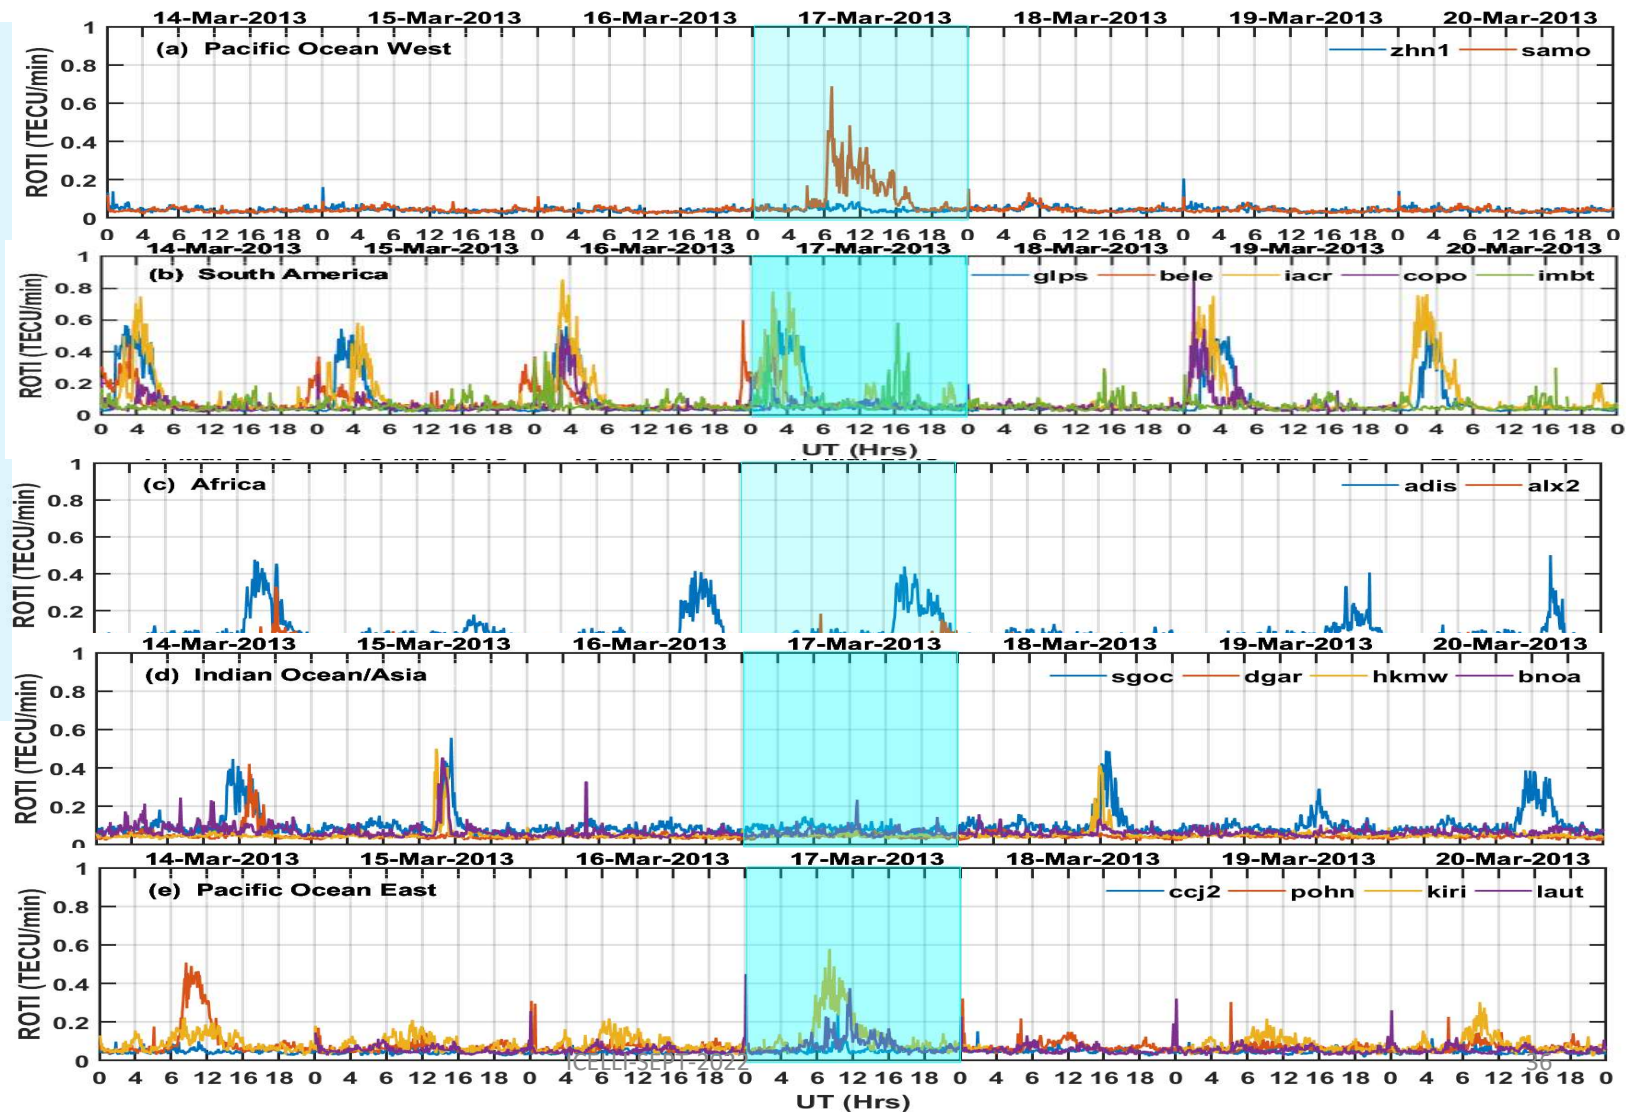 14-Mar-2013 15-Mar-2013 16-Mar-2013 17-Mar-2013 18-Mar-2013 19-Mar-2013 20-Mar-2013
(a) Pacific Ocean West
zhn1 samo
ROTI (TECU/min)
1
0.8
0.6
0.4
0.2
0
0 4 6 12 16 18 0 4 6 12 16 18 0 4 6 12 16 18 0 4 6 12 16 18 0 4 6 12 16 18 0 4 6 12 16 18 0 4 6 12 16 18 0
14-Mar-2013 15-Mar-2013 16-Mar-2013 17-Mar-2013 18-Mar-2013 19-Mar-2013 20-Mar-2013
(b) South America
glps bele iacr copo imbt
ROTI (TECU/min)
1
0.8
0.6
0.4
0.2
0
0 4 6 12 16 18 0 4 6 12 16 18 0 4 6 12 16 18 0 4 6 12 16 18 0 4 6 12 16 18 0 4 6 12 16 18 0 4 6 12 16 18 0
UT (Hrs)
(c) Africa
adis alx2
ROTI (TECU/min)
1
0.8
0.6
0.4
0.2
14-Mar-2013 15-Mar-2013 16-Mar-2013 17-Mar-2013 18-Mar-2013 19-Mar-2013 20-Mar-2013
(d) Indian Ocean/Asia
sgoc dgar hkmw bnoa
ROTI (TECU/min)
1
0.8
0.6
0.4
0.2
0
14-Mar-2013 15-Mar-2013 16-Mar-2013 17-Mar-2013 18-Mar-2013 19-Mar-2013 20-Mar-2013
(e) Pacific Ocean East
ccj2 pohn kiri laut
ROTI (TECU/min)
1
0.8
0.6
0.4
0.2
0
ICELLI-SEPT-2022
36
0 4 6 12 16 18 0 4 6 12 16 18 0 4 6 12 16 18 0 4 6 12 16 18 0 4 6 12 16 18 0 4 6 12 16 18 0 4 6 12 16 18 0
UT (Hrs)